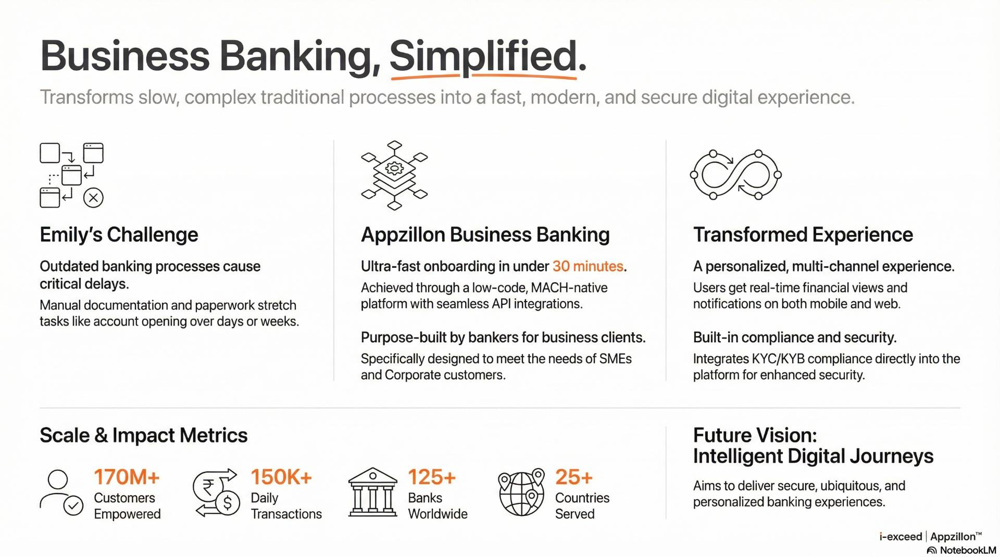 Business Banking, Simplified.
Transforms slow, complex traditional processes into a fast, modern, and secure digital experience.
Emily's Challenge
Outdated banking processes cause
critical delays.
Manual documentation and paperwork stretch
tasks like account opening over days or weeks.
Appzillon Business Banking
Ultra-fast onboarding in under 30 minutes.
Achieved through a low-code, MACH-native
platform with seamless API integrations.
Purpose-built by bankers for business clients.
Specifically designed to meet the needs of SMEs
and Corporate customers.
Transformed Experience
A personalized, multi-channel experience.
Users get real-time financial views and
notifications on both mobile and web.
Built-in compliance and security.
Integrates KYC/KYB compliance directly into the
platform for enhanced security.
Scale & Impact Metrics
170M+
Customers
Empowered
₹
$
150K+
Daily
Transactions
125+
Banks
Worldwide
25+
Countries
Served
Future Vision:
Intelligent Digital Journeys
Aims to deliver secure, ubiquitous, and
personalized banking experiences.
i-exceed | Appzillon™
NotebookLM